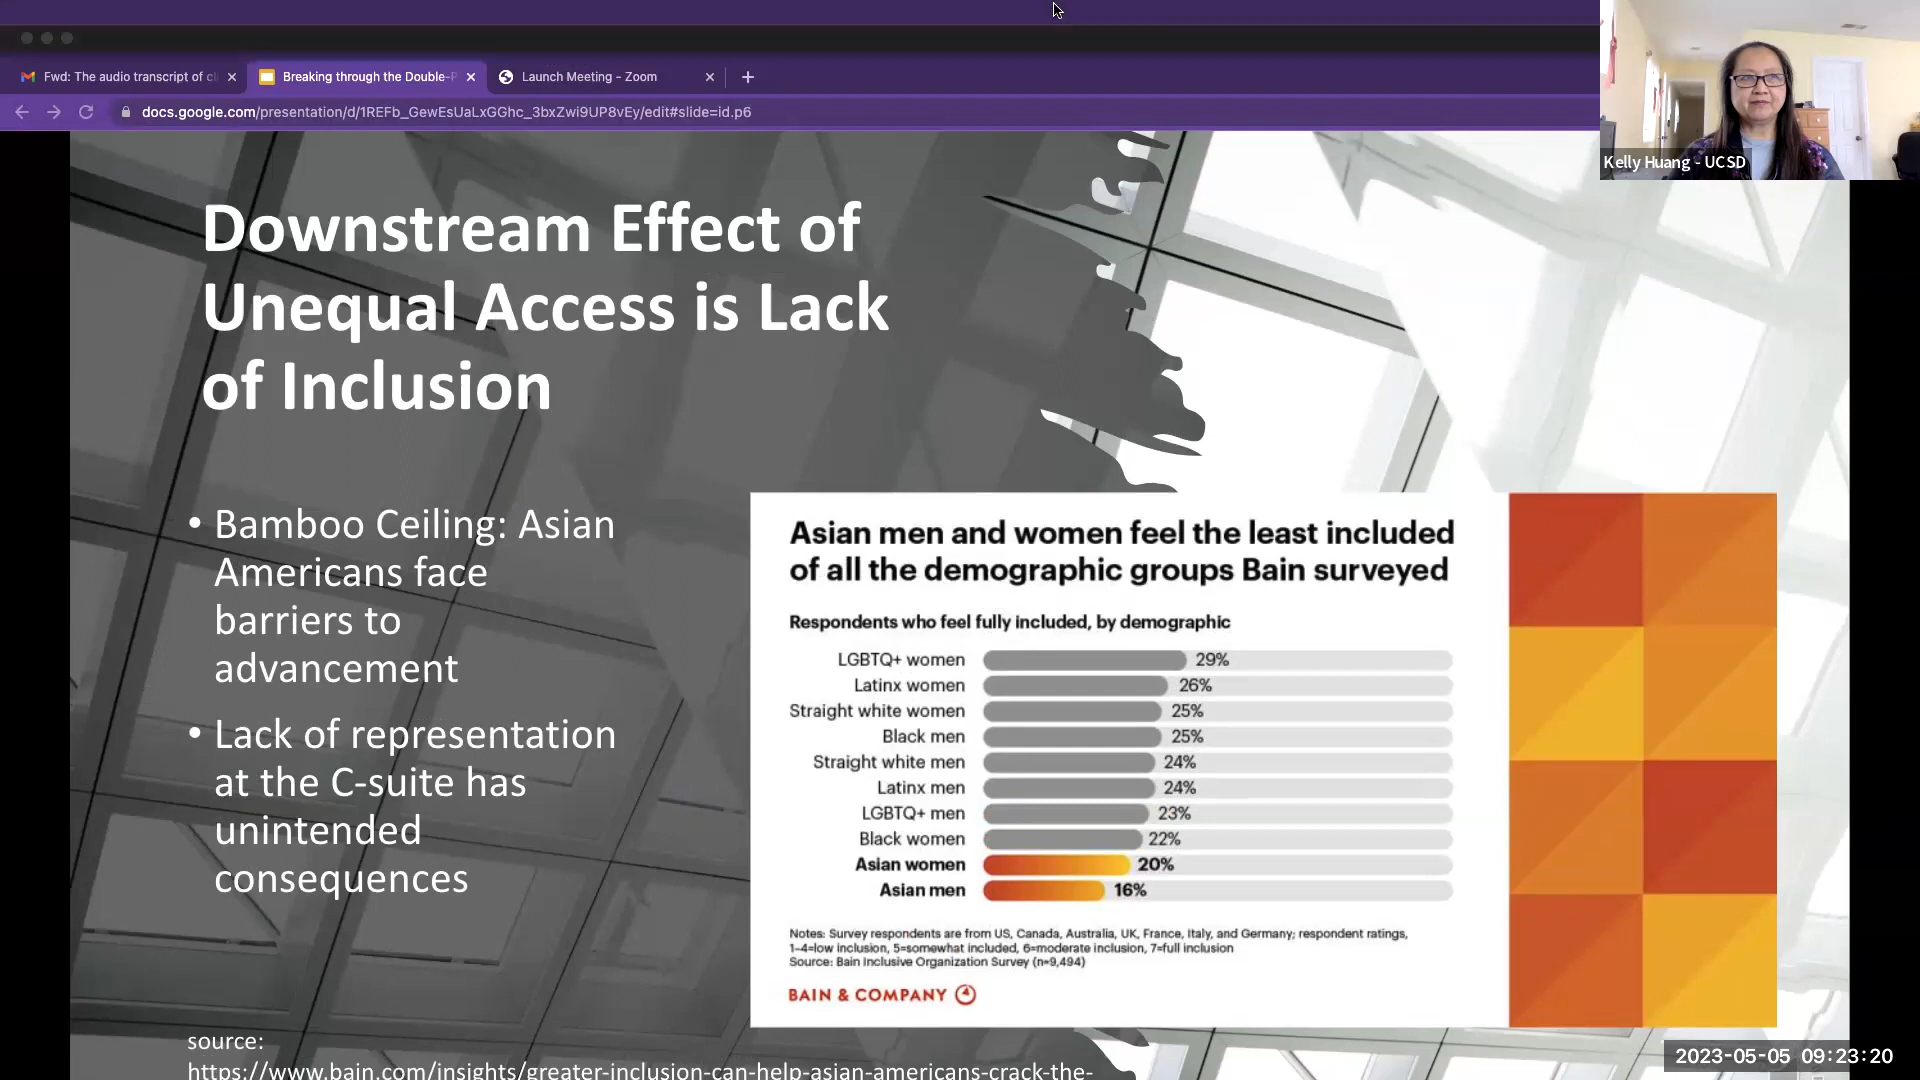 Fwd: The audio transcript of cl
Breaking through the Double-P
Launch Meeting - Zoom
docs.google.com/presentation/d/1REFb_GewEsUaLxGGhc_3bxZwi9UP8vEy/edit#slide=id.p6
Kelly Huang - UCSD
Downstream Effect of
Unequal Access is Lack
of Inclusion
• Bamboo Ceiling: Asian
Americans face
barriers to
advancement
• Lack of representation
at the C-suite has
unintended
consequences
Asian men and women feel the least included
of all the demographic groups Bain surveyed
Respondents who feel fully included, by demographic
LGBTQ+ women 29%
Latinx women 26%
Straight white women 25%
Black men 25%
Straight white men 24%
Latinx men 24%
LGBTQ+ men 23%
Black women 22%
Asian women 20%
Asian men 16%
Notes: Survey respondents are from US, Canada, Australia, UK, France, Italy, and Germany; respondent ratings,
1–4=low inclusion, 5=somewhat included, 6=moderate inclusion, 7=full inclusion
Source: Bain Inclusive Organization Survey (n=9,494)
BAIN & COMPANY
source:
https://www.bain.com/insights/greater-inclusion-can-help-asian-americans-crack-the-
2023-05-05 09:23:20